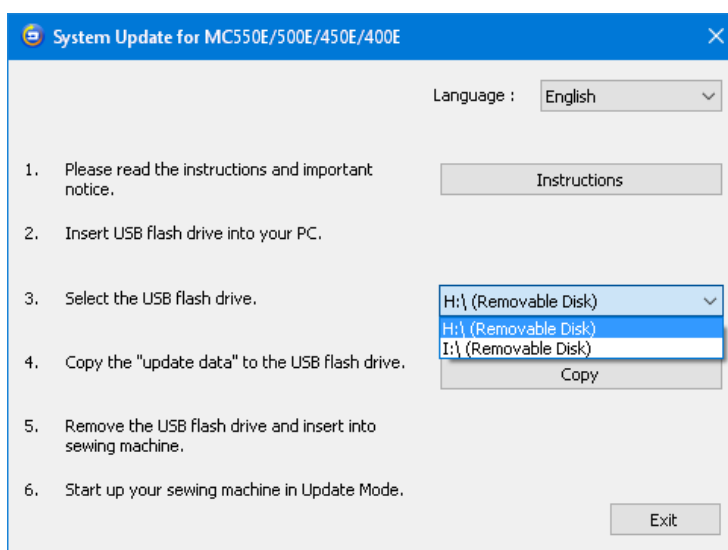 System Update for MC550E/500E/450E/400E
Language :
English
1. Please read the instructions and important
notice.
Instructions
2. Insert USB flash drive into your PC.
3. Select the USB flash drive.
H:\ (Removable Disk)
H:\ (Removable Disk)
I:\ (Removable Disk)
4. Copy the "update data" to the USB flash drive.
Copy
5. Remove the USB flash drive and insert into
sewing machine.
6. Start up your sewing machine in Update Mode.
Exit